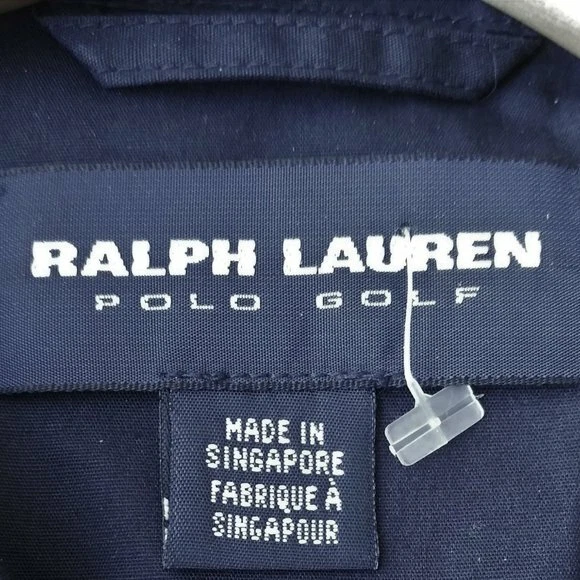 RALPH LAUREN
POLO GOLF
MADE IN
SINGAPORE
FABRIQUE À
SINGAPOUR